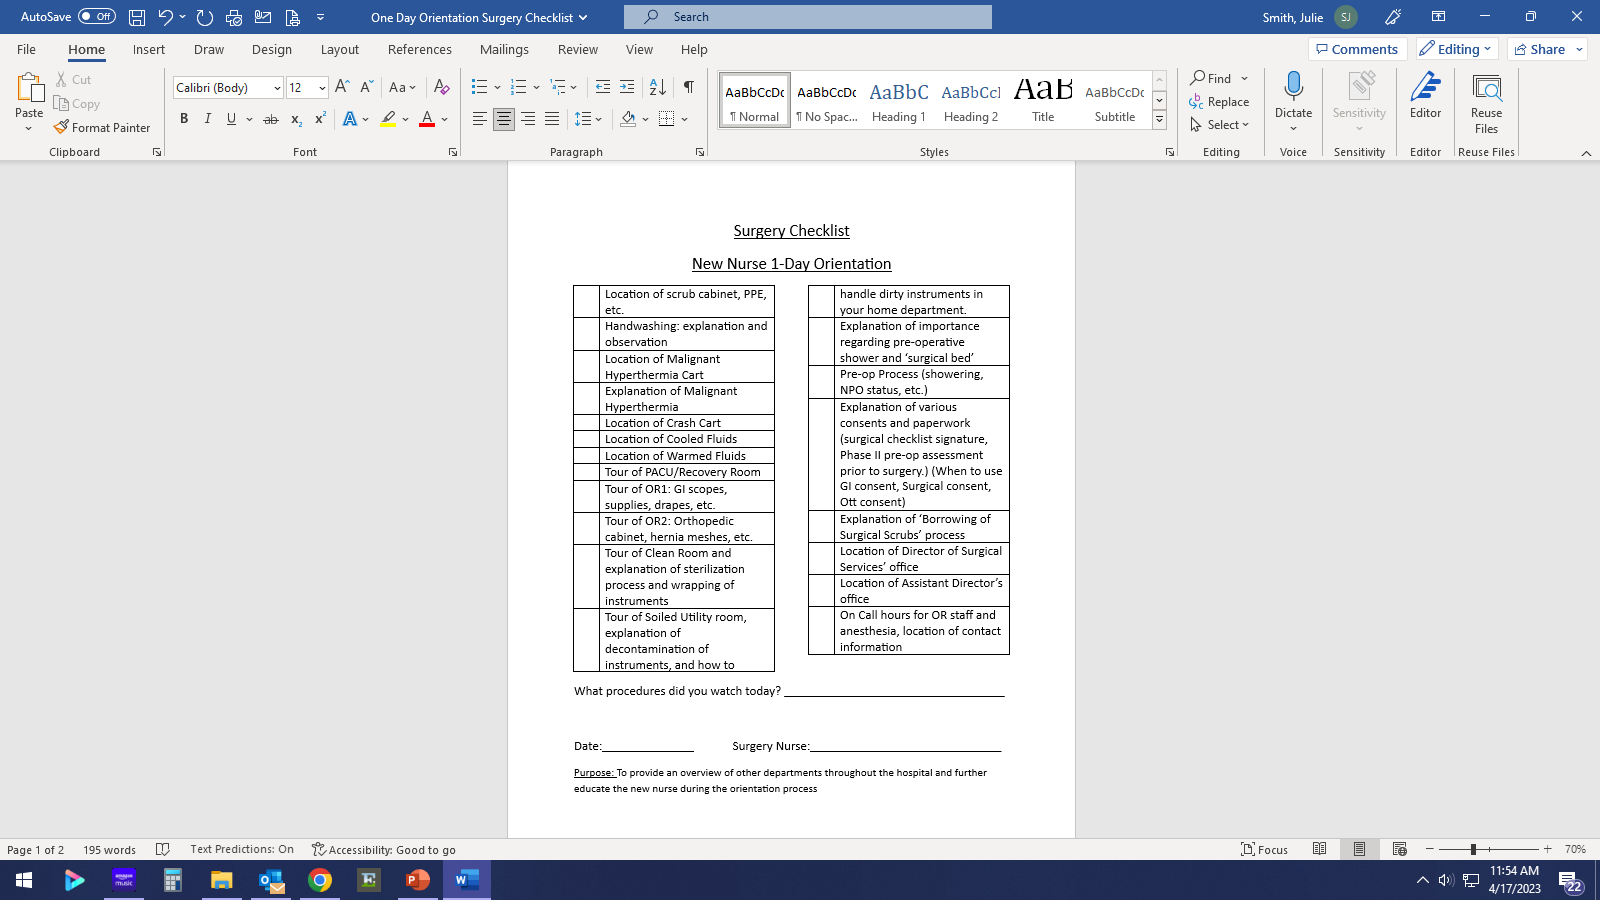 AutoSave Off
One Day Orientation Surgery Checklist
Search
Smith, Julie SJ
File Home Insert Draw Design Layout References Mailings Review View Help
Comments Editing Share
Paste
Cut
Copy
Format Painter
Clipboard
Calibri (Body) 12
Font
Paragraph
AaBbCcDc ¶ Normal
AaBbCcDc ¶ No Spac...
AaBbC Heading 1
AaBbCcI Heading 2
AaB Title
AaBbCcDc Subtitle
Styles
Find
Replace
Select
Editing
Dictate
Voice
Sensitivity
Sensitivity
Editor
Editor
Reuse
Files
Reuse Files
Surgery Checklist
New Nurse 1-Day Orientation
Location of scrub cabinet, PPE,
etc.
Handwashing: explanation and
observation
Location of Malignant
Hyperthermia Cart
Explanation of Malignant
Hyperthermia
Location of Crash Cart
Location of Cooled Fluids
Location of Warmed Fluids
Tour of PACU/Recovery Room
Tour of OR1: GI scopes,
supplies, drapes, etc.
Tour of OR2: Orthopedic
cabinet, hernia meshes, etc.
Tour of Clean Room and
explanation of sterilization
process and wrapping of
instruments
Tour of Soiled Utility room,
explanation of
decontamination of
instruments, and how to
handle dirty instruments in
your home department.
Explanation of importance
regarding pre-operative
shower and ‘surgical bed’
Pre-op Process (showering,
NPO status, etc.)
Explanation of various
consents and paperwork
(surgical checklist signature,
Phase II pre-op assessment
prior to surgery.) (When to use
GI consent, Surgical consent,
Ott consent)
Explanation of ‘Borrowing of
Surgical Scrubs’ process
Location of Director of Surgical
Services’ office
Location of Assistant Director’s
office
On Call hours for OR staff and
anesthesia, location of contact
information
What procedures did you watch today? ___________________________________
Date:_______________ Surgery Nurse:_______________________________
Purpose: To provide an overview of other departments throughout the hospital and further
educate the new nurse during the orientation process
Page 1 of 2 195 words Text Predictions: On Accessibility: Good to go
Focus 70%
amazon music
11:54 AM
4/17/2023
22